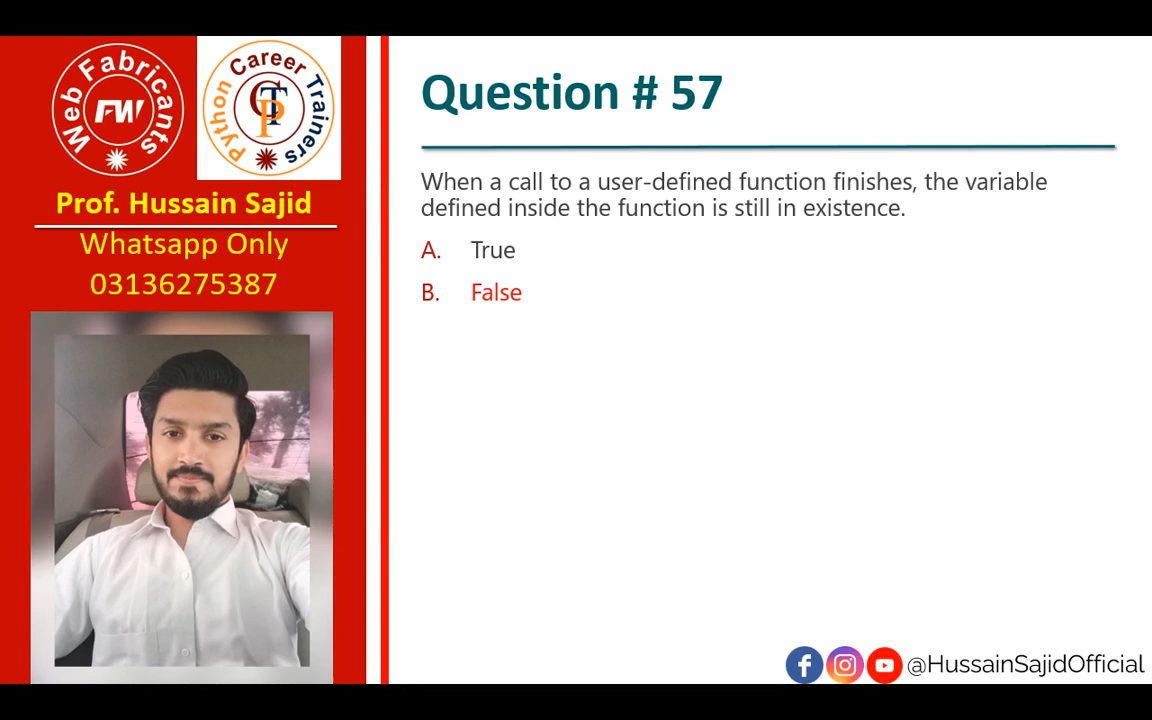 Web Fabricants
FW
Python Career Trainers
CTP
Prof. Hussain Sajid
Whatsapp Only
03136275387
Question # 57
When a call to a user-defined function finishes, the variable
defined inside the function is still in existence.
A. True
B. False
@HussainSajidOfficial